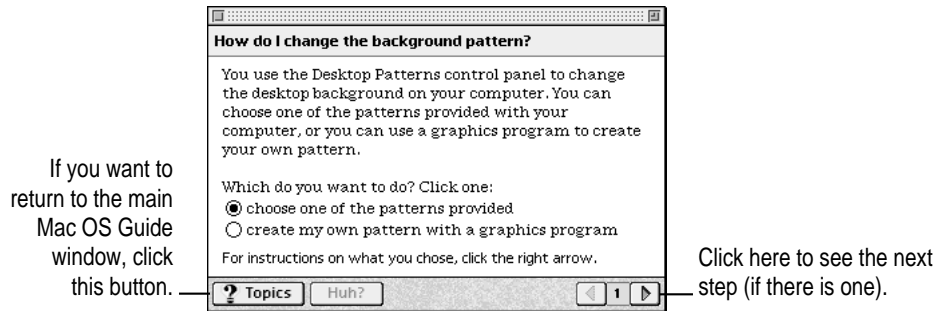 How do I change the background pattern?
You use the Desktop Patterns control panel to change
the desktop background on your computer. You can
choose one of the patterns provided with your
computer, or you can use a graphics program to create
your own pattern.
Which do you want to do? Click one:
choose one of the patterns provided
create my own pattern with a graphics program
For instructions on what you chose, click the right arrow.
? Topics
Huh?
1
If you want to
return to the main
Mac OS Guide
window, click
this button.
Click here to see the next
step (if there is one).